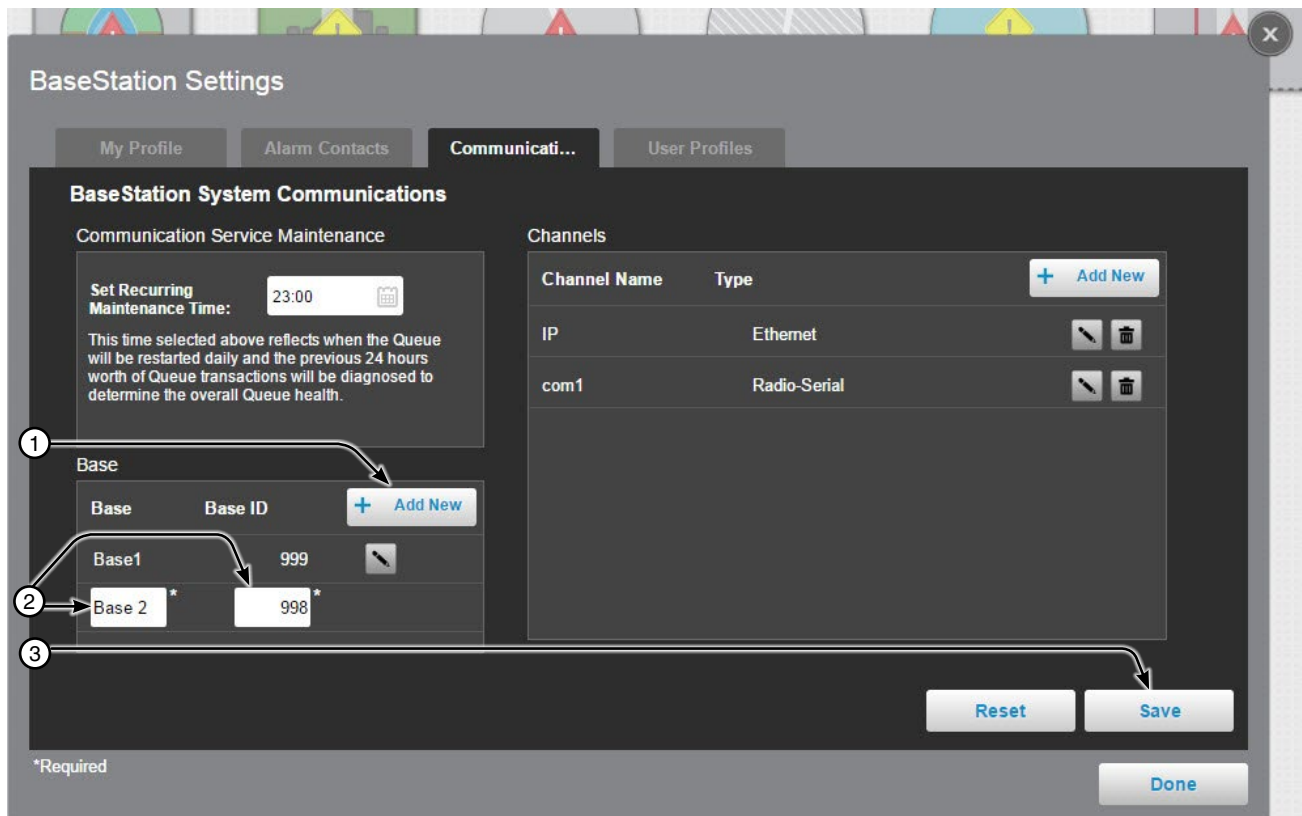 X
BaseStation Settings
My Profile Alarm Contacts Communicati... User Profiles
BaseStation System Communications
Communication Service Maintenance
Set Recurring
Maintenance Time:
23:00
This time selected above reflects when the Queue
will be restarted daily and the previous 24 hours
worth of Queue transactions will be diagnosed to
determine the overall Queue health.
Channels
Channel Name Type + Add New
IP Ethernet
com1 Radio-Serial
1
Base
Base Base ID + Add New
Base1 999
2
Base 2 * 998 *
3
Reset Save
*Required
Done